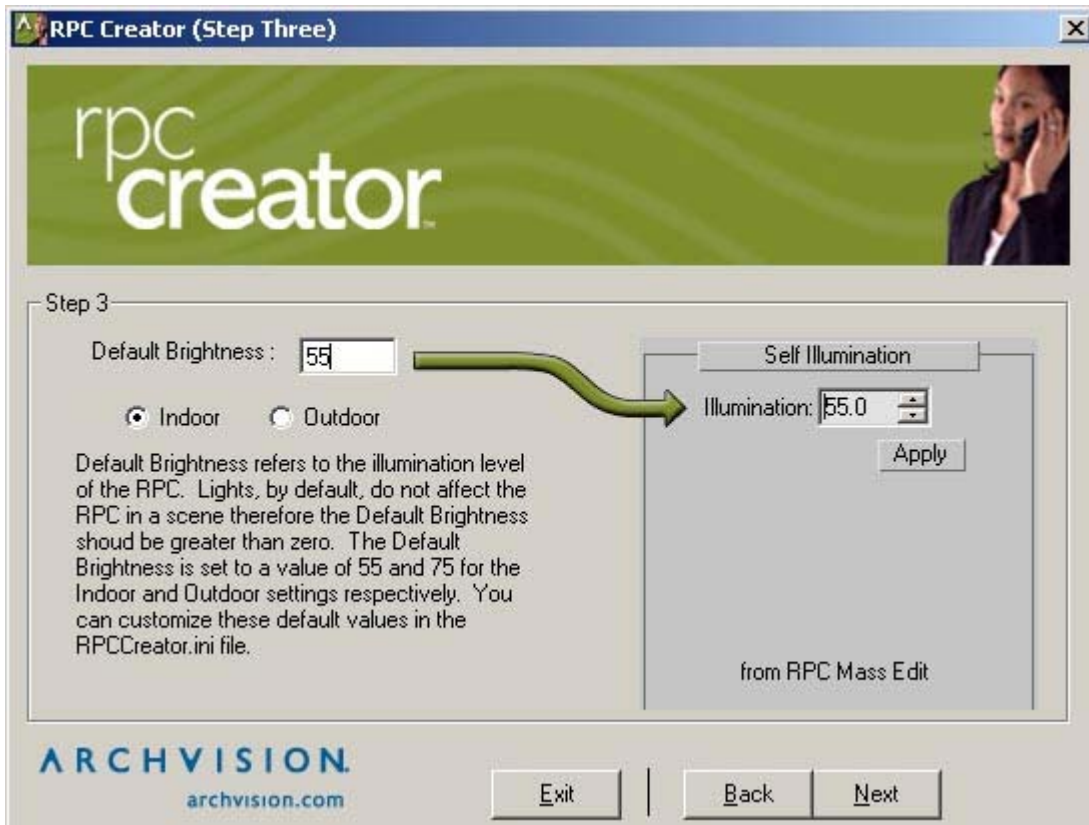 RPC Creator (Step Three)
rpc
creator™
Step 3
Default Brightness : 55
Indoor Outdoor
Default Brightness refers to the illumination level
of the RPC. Lights, by default, do not affect the
RPC in a scene therefore the Default Brightness
shoud be greater than zero. The Default
Brightness is set to a value of 55 and 75 for the
Indoor and Outdoor settings respectively. You
can customize these default values in the
RPCCreator.ini file.
Self Illumination
Illumination: 55.0
Apply
from RPC Mass Edit
ARCHVISION.
archvision.com
Exit Back Next